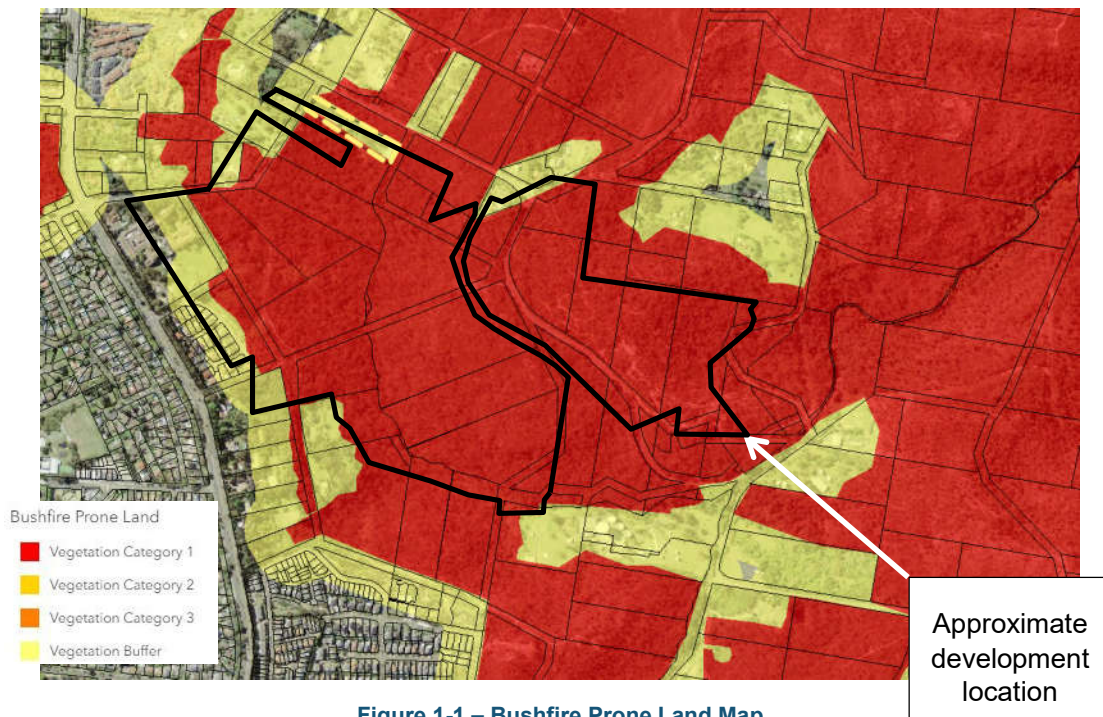 Bushfire Prone Land
Vegetation Category 1
Vegetation Category 2
Vegetation Category 3
Vegetation Buffer
Approximate
development
location
Figure 1-1 – Bushfire Prone Land Map